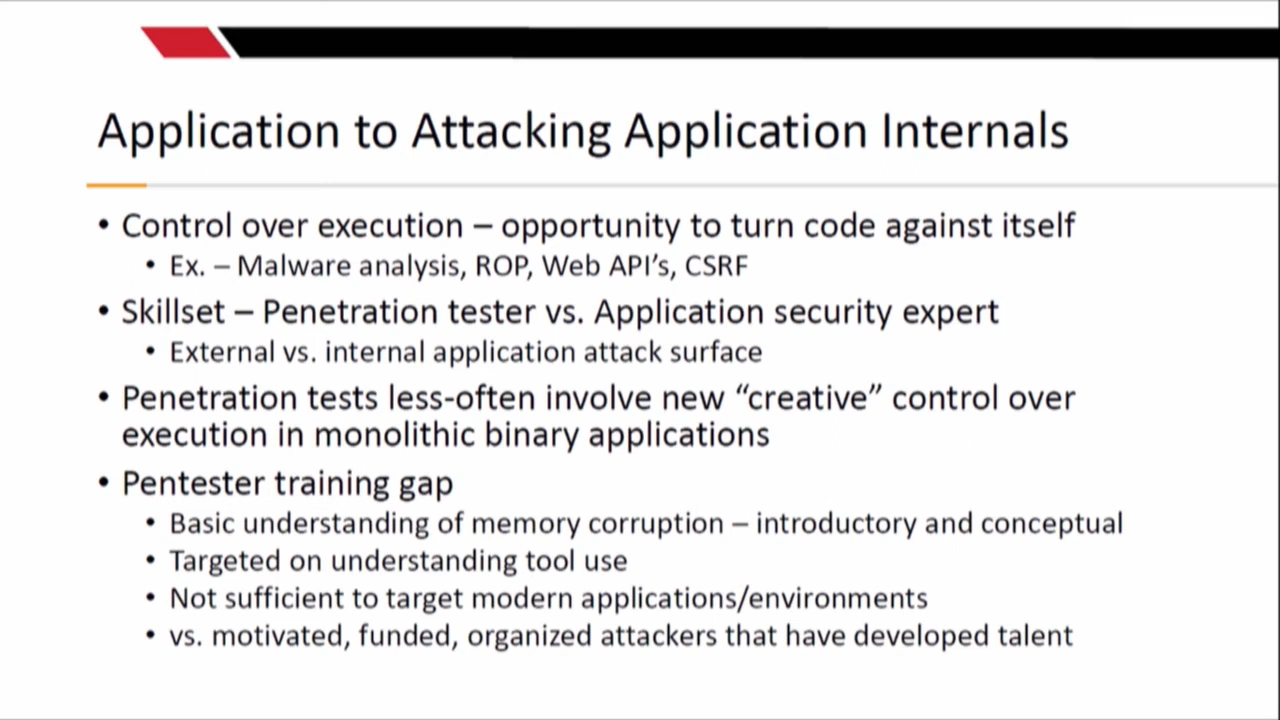 Application to Attacking Application Internals
• Control over execution – opportunity to turn code against itself
• Ex. – Malware analysis, ROP, Web API’s, CSRF
• Skillset – Penetration tester vs. Application security expert
• External vs. internal application attack surface
• Penetration tests less-often involve new “creative” control over
execution in monolithic binary applications
• Pentester training gap
• Basic understanding of memory corruption – introductory and conceptual
• Targeted on understanding tool use
• Not sufficient to target modern applications/environments
• vs. motivated, funded, organized attackers that have developed talent